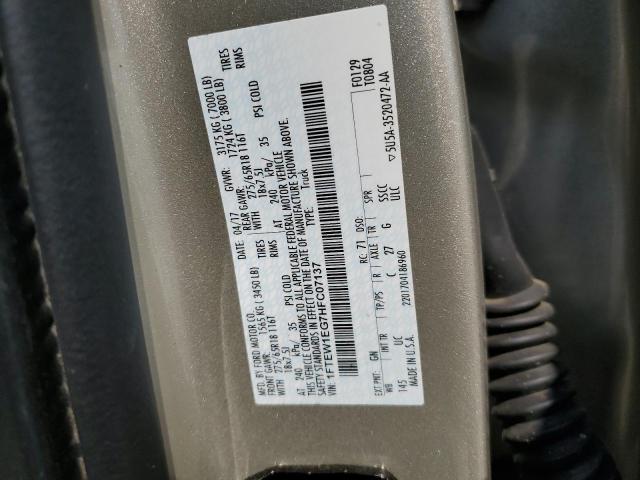 MFD. BY FORD MOTOR CO.
DATE: 04/17 GVWR: 3175 KG ( 7000 LB)
FRONT GAWR: 1565 KG ( 3450 LB) REAR GAWR: 1724 KG ( 3800 LB)
WITH 275/65R18 116T TIRES WITH 275/65R18 116T TIRES
18x7.5J RIMS 18x7.5J RIMS
AT 240 kPa/ 35 PSI COLD AT 240 kPa/ 35 PSI COLD
THIS VEHICLE CONFORMS TO ALL APPLICABLE FEDERAL MOTOR VEHICLE
SAFETY STANDARDS IN EFFECT ON THE DATE OF MANUFACTURE SHOWN ABOVE.
VIN: 1FTEW1EG7HFC07137
TYPE: Truck
F0129
T0804
EXT PNT: GN RC: 71 DSO:
WB INT TR TP/PS R AXLE TR SPR
145 UC C 27 G SSCC
ULC
MADE IN U.S.A. 2201704186960 5U5A-3520472-AA